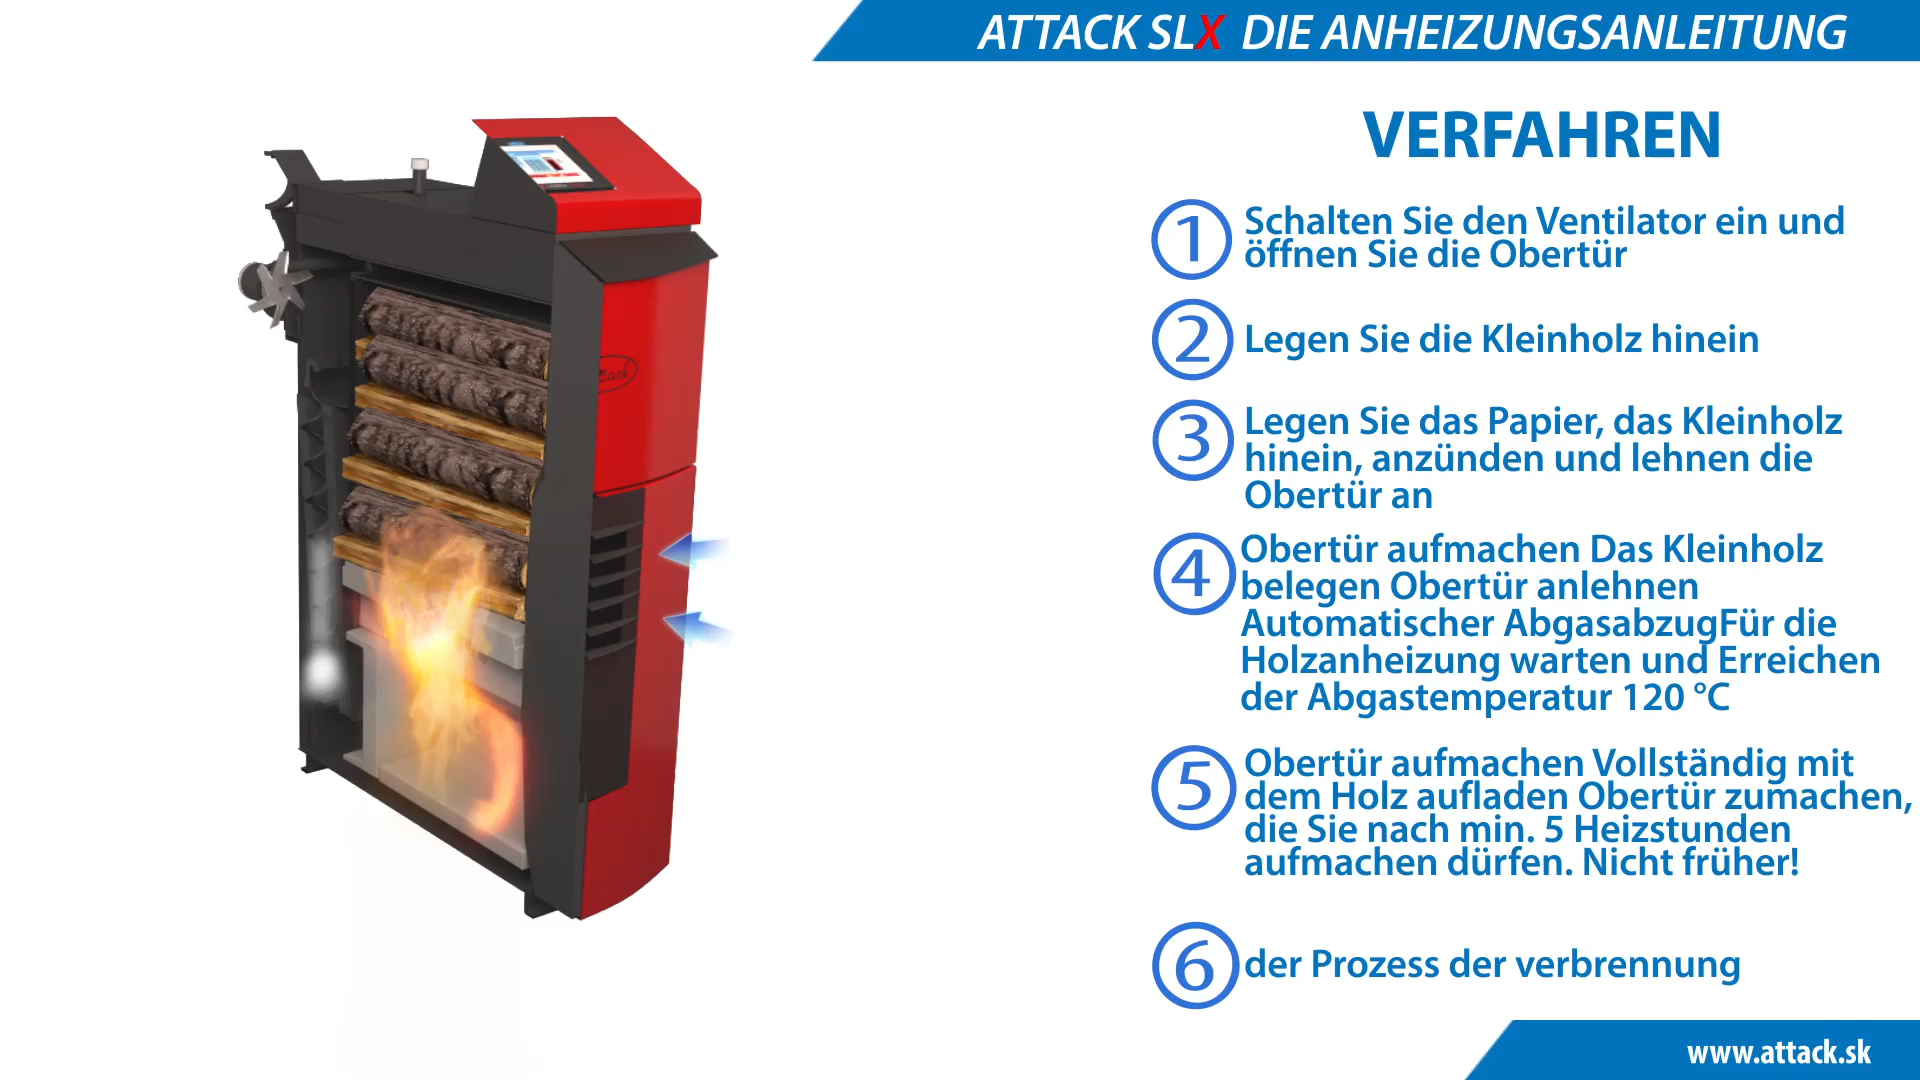 ATTACK SLX DIE ANHEIZUNGSANLEITUNG
VERFAHREN
1 Schalten Sie den Ventilator ein und
öffnen Sie die Obertür
2 Legen Sie die Kleinholz hinein
3 Legen Sie das Papier, das Kleinholz
hinein, anzünden und lehnen die
Obertür an
4 Obertür aufmachen Das Kleinholz
belegen Obertür anlehnen
Automatischer AbgasabzugFür die
Holzanheizung warten und Erreichen
der Abgastemperatur 120 °C
5 Obertür aufmachen Vollständig mit
dem Holz aufladen Obertür zumachen,
die Sie nach min. 5 Heizstunden
aufmachen dürfen. Nicht früher!
6 der Prozess der verbrennung
www.attack.sk